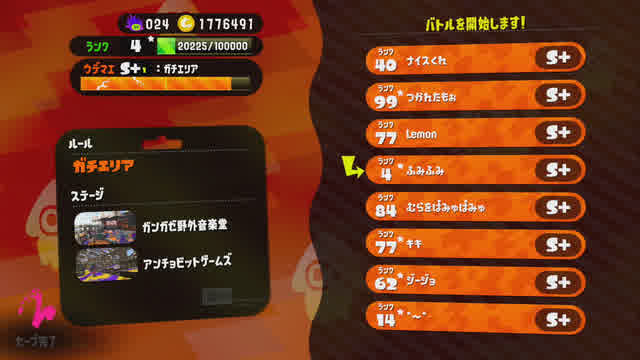 024 1776491
ランク 4* 20225/100000
ウデマエ S+1 : ガチエリア
ルール
ガチエリア
ステージ
ガンガゼ野外音楽堂
アンチョビットゲームズ
セーブ完了
バトルを開始します!
ランク 40 ナイスくれ S+
ランク 99* つかれたもぉ S+
ランク 77 Lemon S+
ランク 4* ふみふみ S+
ランク 84 むらをぱみゅぱみゅ S+
ランク 77* キキ S+
ランク 62* ジージョ S+
ランク 14* S+